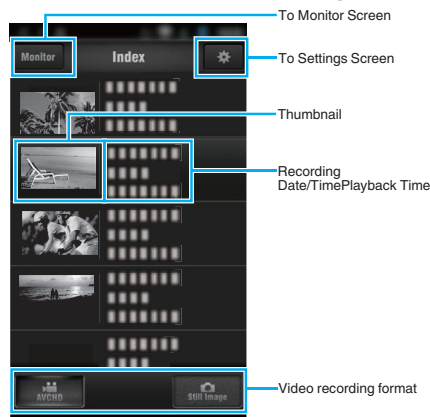 To Monitor Screen
Monitor
Index
To Settings Screen
Thumbnail
Recording
Date/TimePlayback Time
AVCHD
Still Image
Video recording format